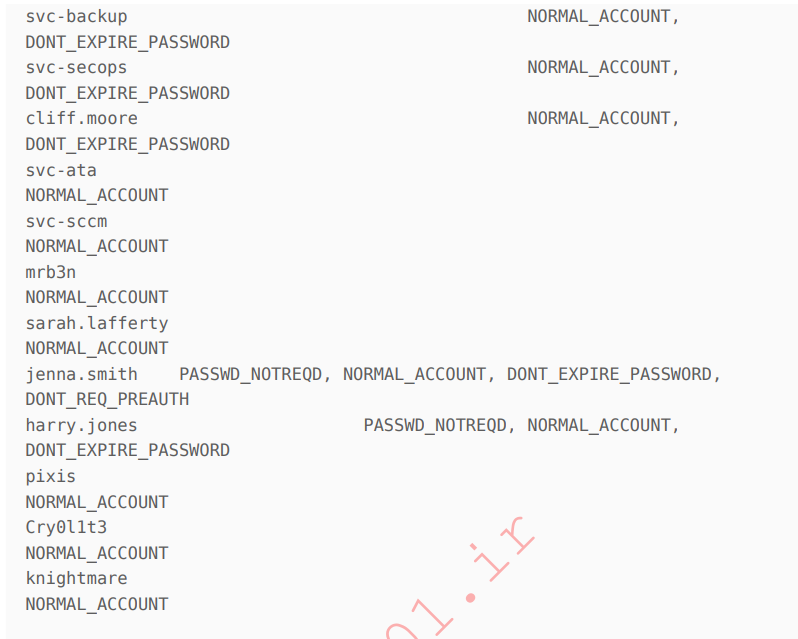 svc-backup NORMAL_ACCOUNT,
DONT_EXPIRE_PASSWORD
svc-secops NORMAL_ACCOUNT,
DONT_EXPIRE_PASSWORD
cliff.moore NORMAL_ACCOUNT,
DONT_EXPIRE_PASSWORD
svc-ata
NORMAL_ACCOUNT
svc-sccm
NORMAL_ACCOUNT
mrb3n
NORMAL_ACCOUNT
sarah.lafferty
NORMAL_ACCOUNT
jenna.smith PASSWD_NOTREQD, NORMAL_ACCOUNT, DONT_EXPIRE_PASSWORD,
DONT_REQ_PREAUTH
harry.jones PASSWD_NOTREQD, NORMAL_ACCOUNT,
DONT_EXPIRE_PASSWORD
pixis
NORMAL_ACCOUNT
Cry0l1t3
NORMAL_ACCOUNT
knightmare
NORMAL_ACCOUNT
01.ir